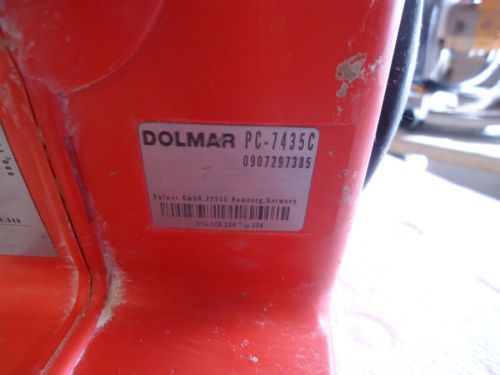 DOLMAR PC-7435C
0907297385
Dolmar GmbH, 22045 Hamburg, Germany